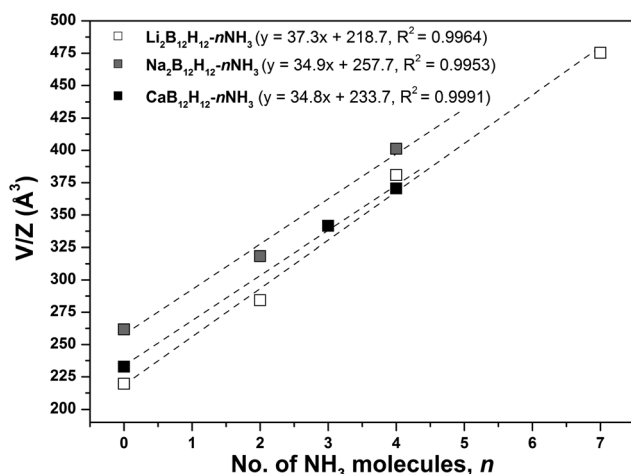 Li₂B₁₂H₁₂-nNH₃ (y = 37.3x + 218.7, R² = 0.9964)
Na₂B₁₂H₁₂-nNH₃ (y = 34.9x + 257.7, R² = 0.9953)
CaB₁₂H₁₂-nNH₃ (y = 34.8x + 233.7, R² = 0.9991)
V/Z (Å³)
500
475
450
425
400
375
350
325
300
275
250
225
200
0 1 2 3 4 5 6 7
No. of NH₃ molecules, n